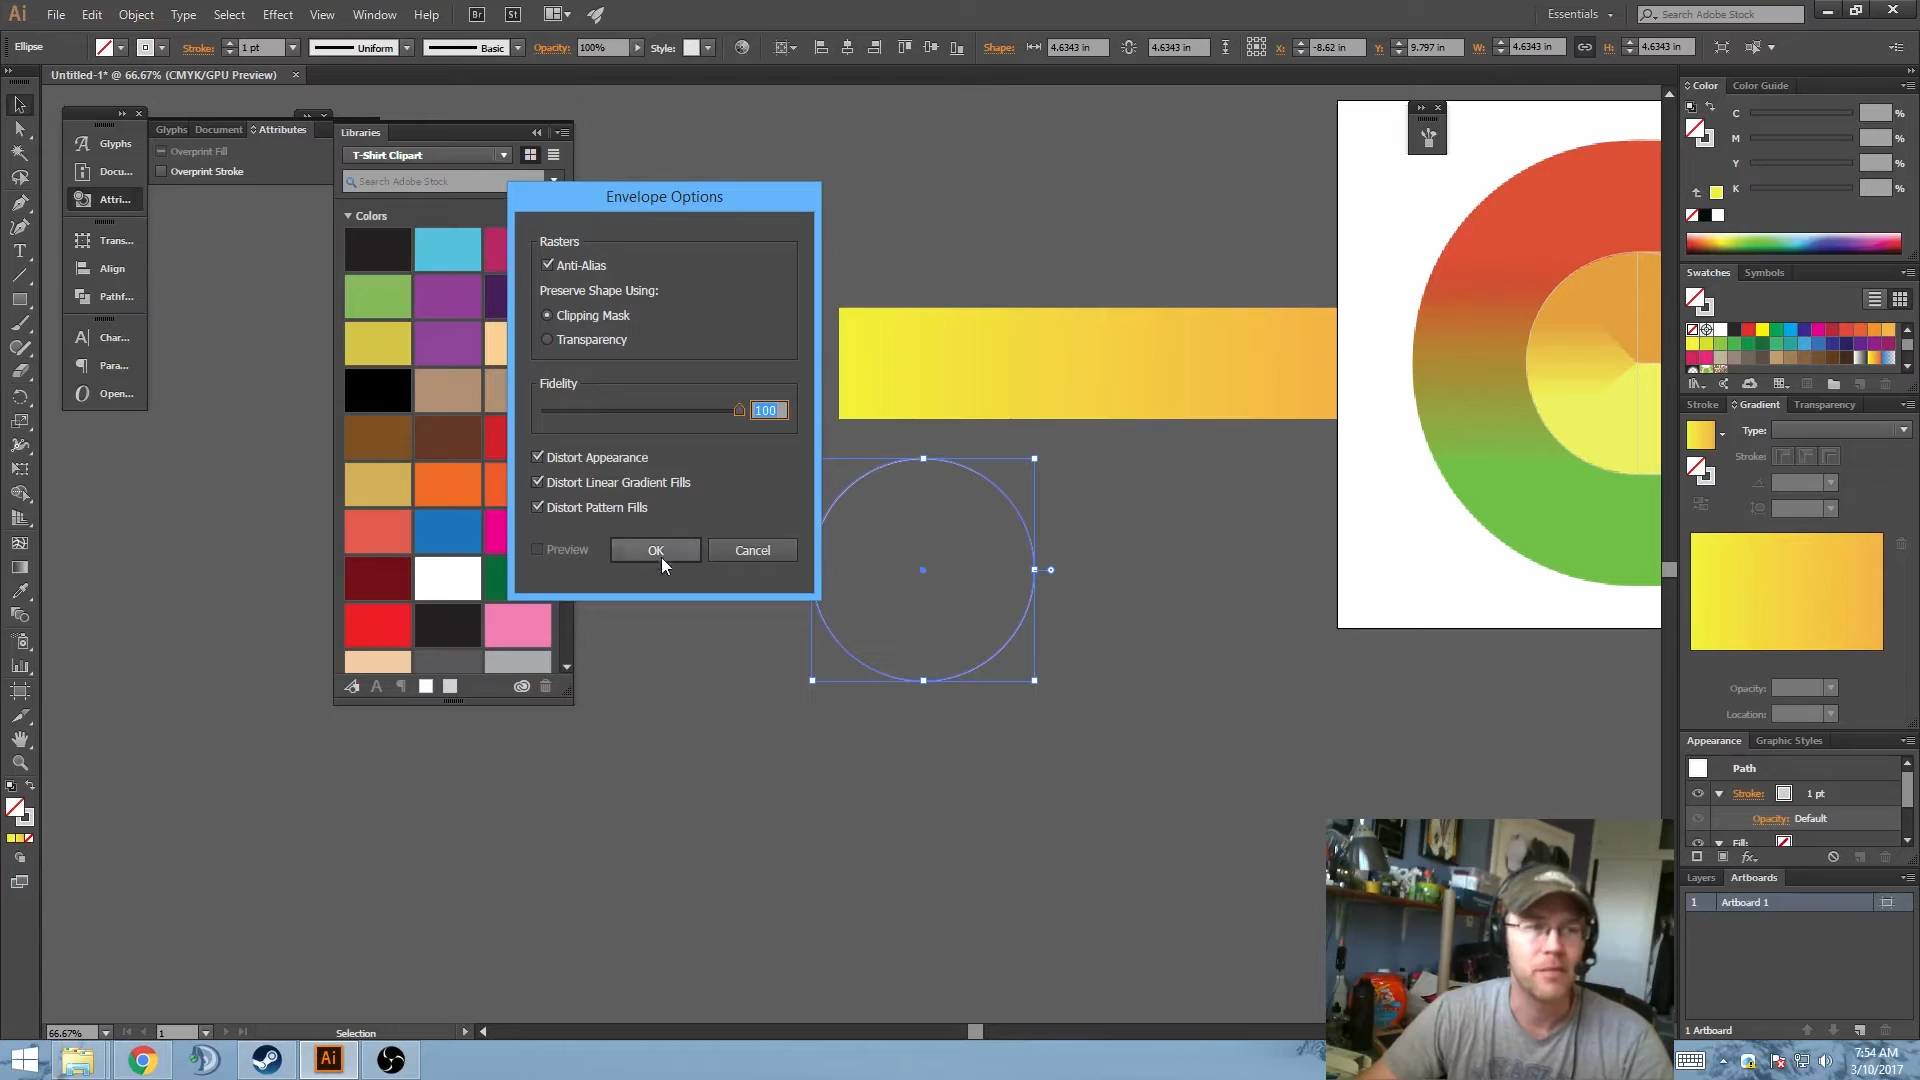 Ai File Edit Object Type Select Effect View Window Help Br St Essentials Search Adobe Stock
Ellipse Stroke: 1 pt Uniform Basic Opacity: 100% Style: Shape: 4.6343 in 4.6343 in X: -8.62 in Y: 9.797 in W: 4.6343 in H: 4.6343 in
Untitled-1* @ 66.67% (CMYK/GPU Preview)
Color Color Guide
C %
M %
Y %
K %
Glyphs Document Attributes
Overprint Fill
Overprint Stroke
Glyphs
Docu...
Attri...
Trans...
Align
Pathf...
Char...
Para...
Open...
Libraries
T-Shirt Clipart
Search Adobe Stock
Colors
Envelope Options
Rasters
Anti-Alias
Preserve Shape Using:
Clipping Mask
Transparency
Fidelity
100
Distort Appearance
Distort Linear Gradient Fills
Distort Pattern Fills
Preview OK Cancel
Swatches Symbols
Stroke Gradient Transparency
Type:
Stroke:
Opacity:
Location:
Appearance Graphic Styles
Path
Stroke: 1 pt
Opacity: Default
Fill:
Layers Artboards
1 Artboard 1
1 Artboard
66.67% 1 Selection
Ai
7:54 AM
3/10/2017